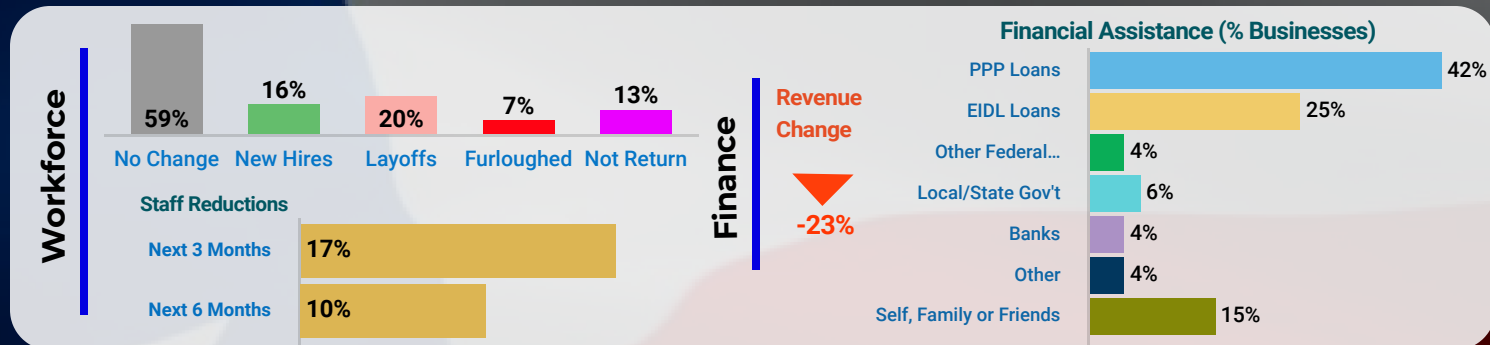 Workforce
59%
16%
20%
7%
13%
No Change
New Hires
Layoffs
Furloughed
Not Return
Staff Reductions
Next 3 Months
17%
Next 6 Months
10%
Finance
Revenue
Change
-23%
Financial Assistance (% Businesses)
PPP Loans
42%
EIDL Loans
25%
Other Federal...
4%
Local/State Gov't
6%
Banks
4%
Other
4%
Self, Family or Friends
15%